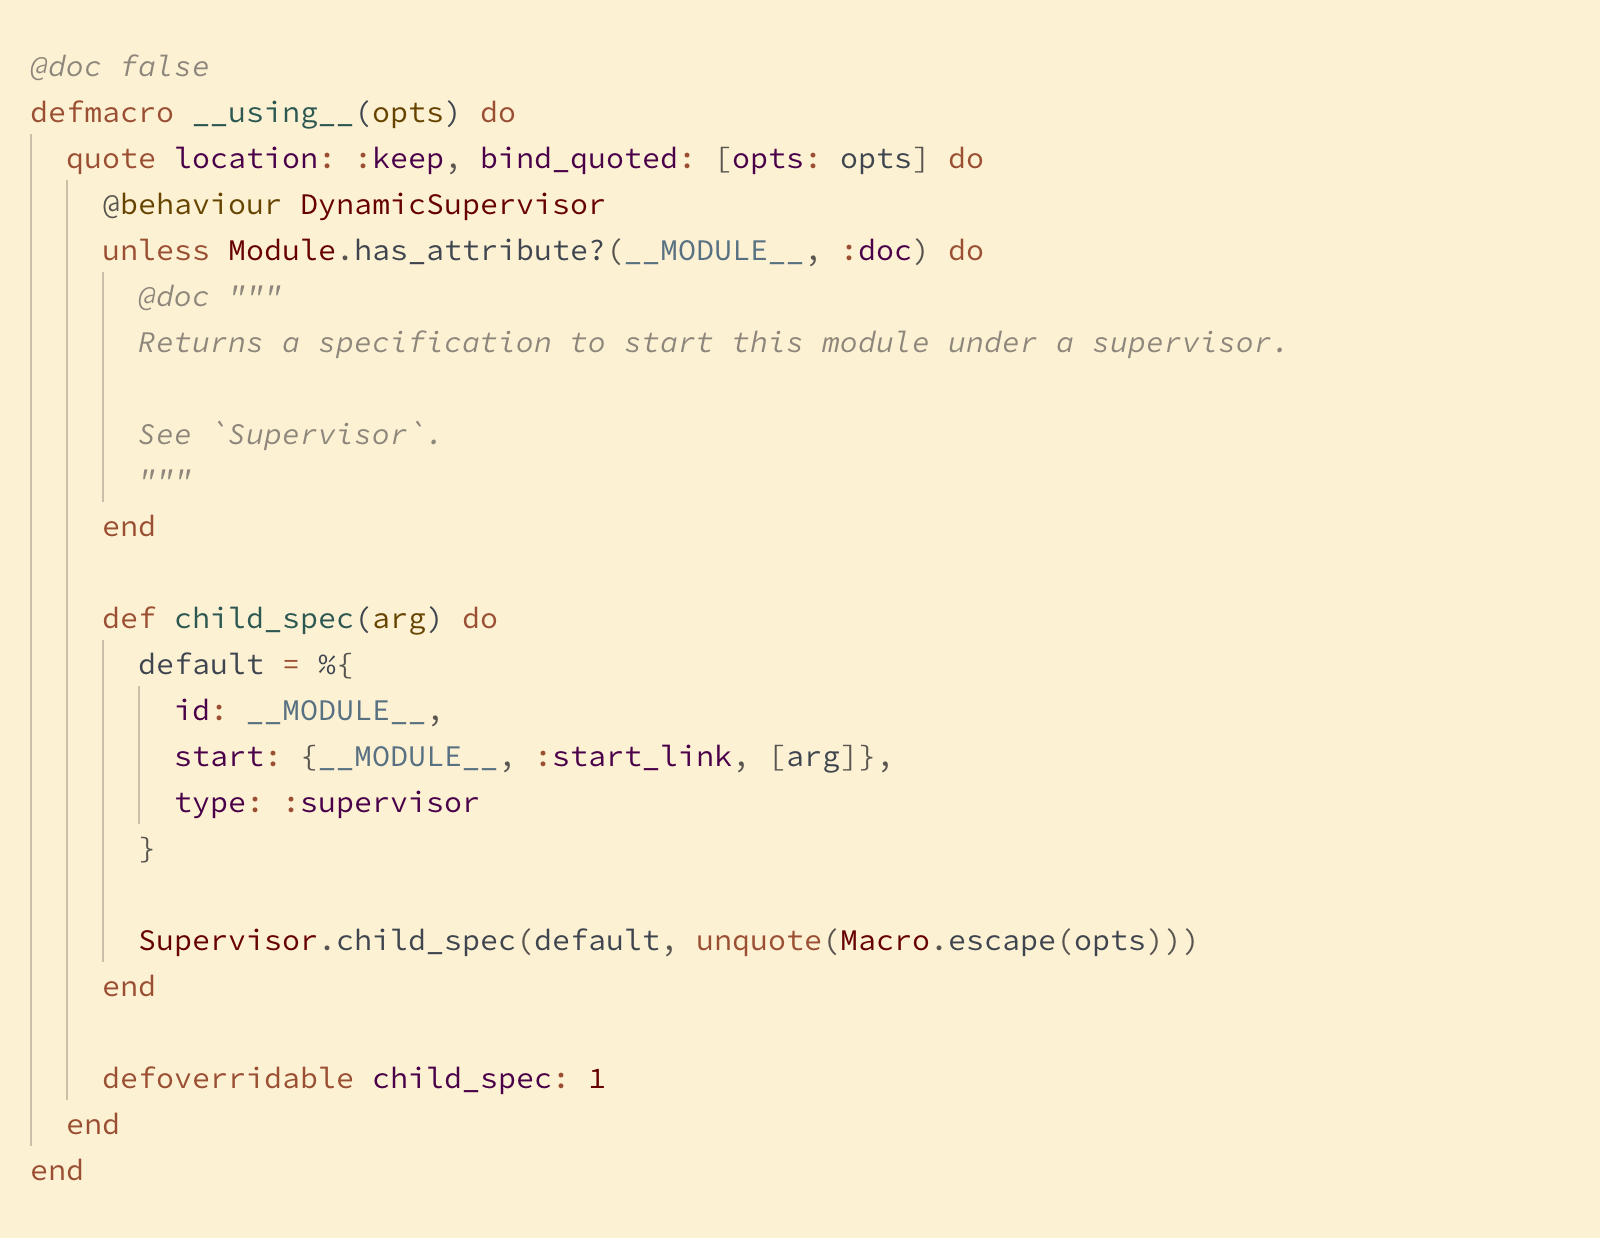 @doc false
defmacro __using__(opts) do
  quote location: :keep, bind_quoted: [opts: opts] do
    @behaviour DynamicSupervisor
    unless Module.has_attribute?(__MODULE__, :doc) do
      @doc """
      Returns a specification to start this module under a supervisor.

      See `Supervisor`.
      """
    end

    def child_spec(arg) do
      default = %{
        id: __MODULE__,
        start: {__MODULE__, :start_link, [arg]},
        type: :supervisor
      }

      Supervisor.child_spec(default, unquote(Macro.escape(opts)))
    end

    defoverridable child_spec: 1
  end
end